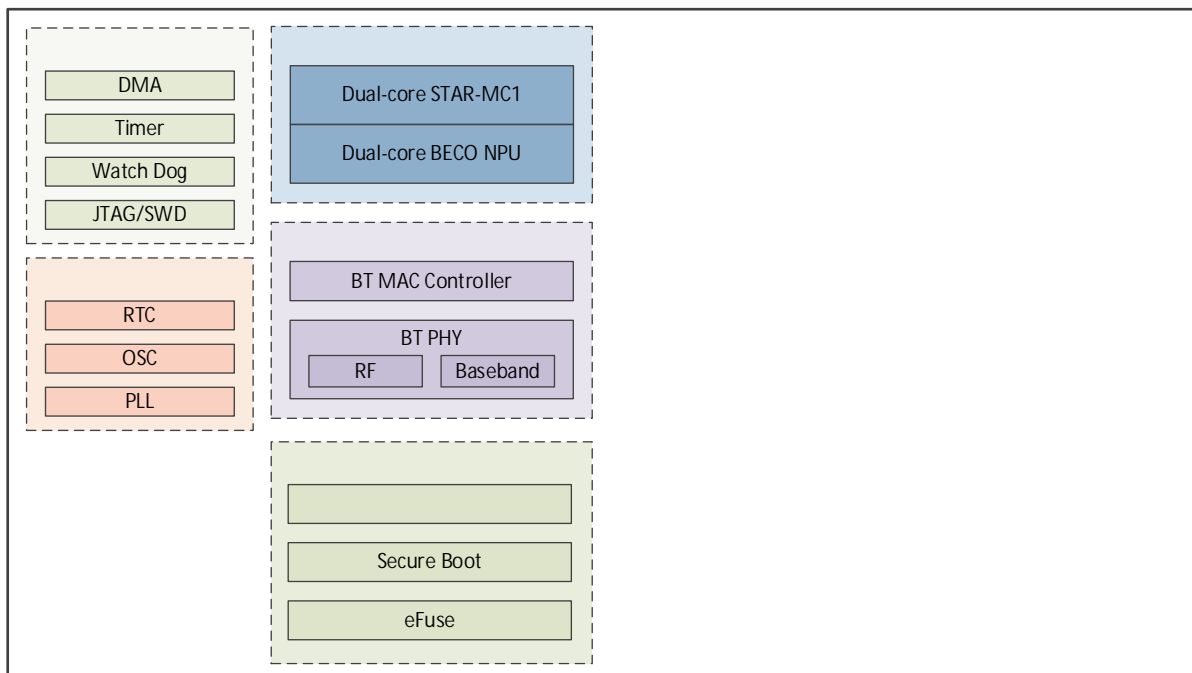 DMA
Timer
Watch Dog
JTAG/SWD
RTC
OSC
PLL
Dual-core STAR-MC1
Dual-core BECO NPU
BT MAC Controller
BT PHY
RF
Baseband
Secure Boot
eFuse